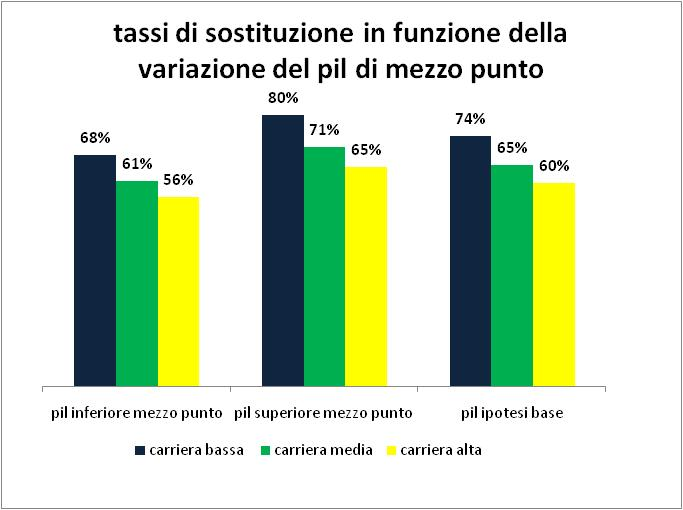 tassi di sostituzione in funzione della
variazione del pil di mezzo punto
68%
61%
56%
80%
71%
65%
74%
65%
60%
pil inferiore mezzo punto
pil superiore mezzo punto
pil ipotesi base
carriera bassa
carriera media
carriera alta